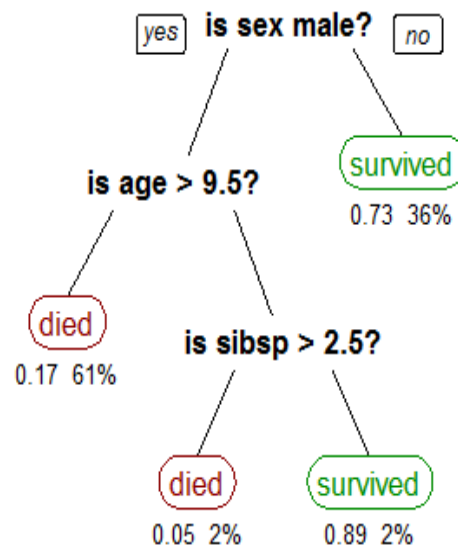 yes is sex male? no
is age > 9.5? survived
0.73 36%
died
0.17 61%
is sibsp > 2.5?
died survived
0.05 2% 0.89 2%